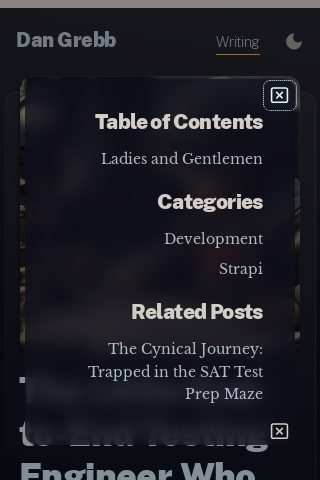 Dan Grebb
Writing
Table of Contents
Ladies and Gentlemen
Categories
Development
Strapi
Related Posts
The Cynical Journey:
Trapped in the SAT Test
Prep Maze
to-End Testing
Engineer Who